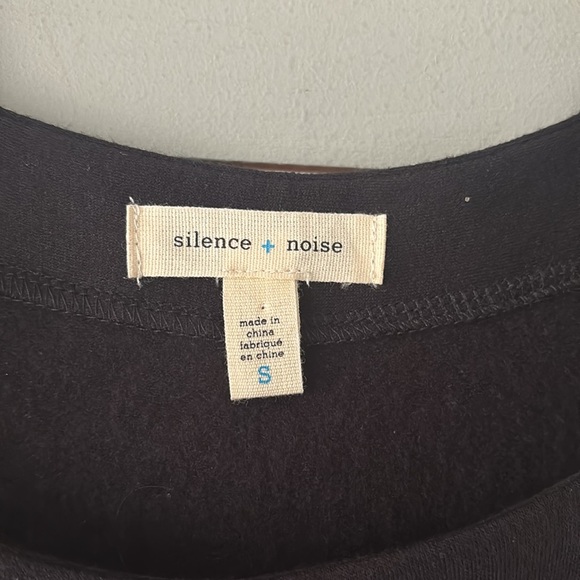 silence + noise
made in
china
fabriqué
en chine
S